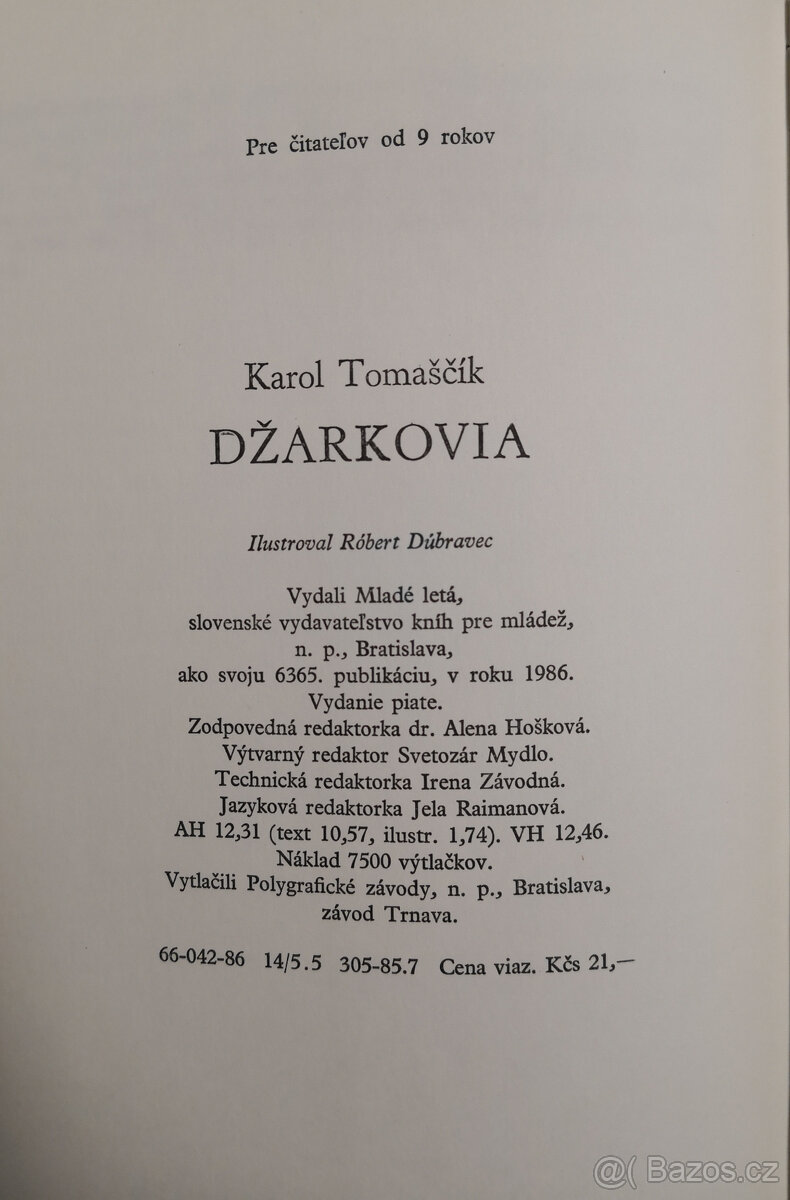 Pre čitateľov od 9 rokov
Karol Tomaščík
DŽARKOVIA
Ilustroval Róbert Dúbravec
Vydali Mladé letá,
slovenské vydavateľstvo kníh pre mládež,
n. p., Bratislava,
ako svoju 6365. publikáciu, v roku 1986.
Vydanie piate.
Zodpovedná redaktorka dr. Alena Hošková.
Výtvarný redaktor Svetozár Mydlo.
Technická redaktorka Irena Závodná.
Jazyková redaktorka Jela Raimanová.
AH 12,31 (text 10,57, ilustr. 1,74). VH 12,46.
Náklad 7500 výtlačkov.
Vytlačili Polygrafické závody, n. p., Bratislava,
závod Trnava.
66-042-86 14/5.5 305-85.7 Cena viaz. Kčs 21,—
@( Bazos.cz